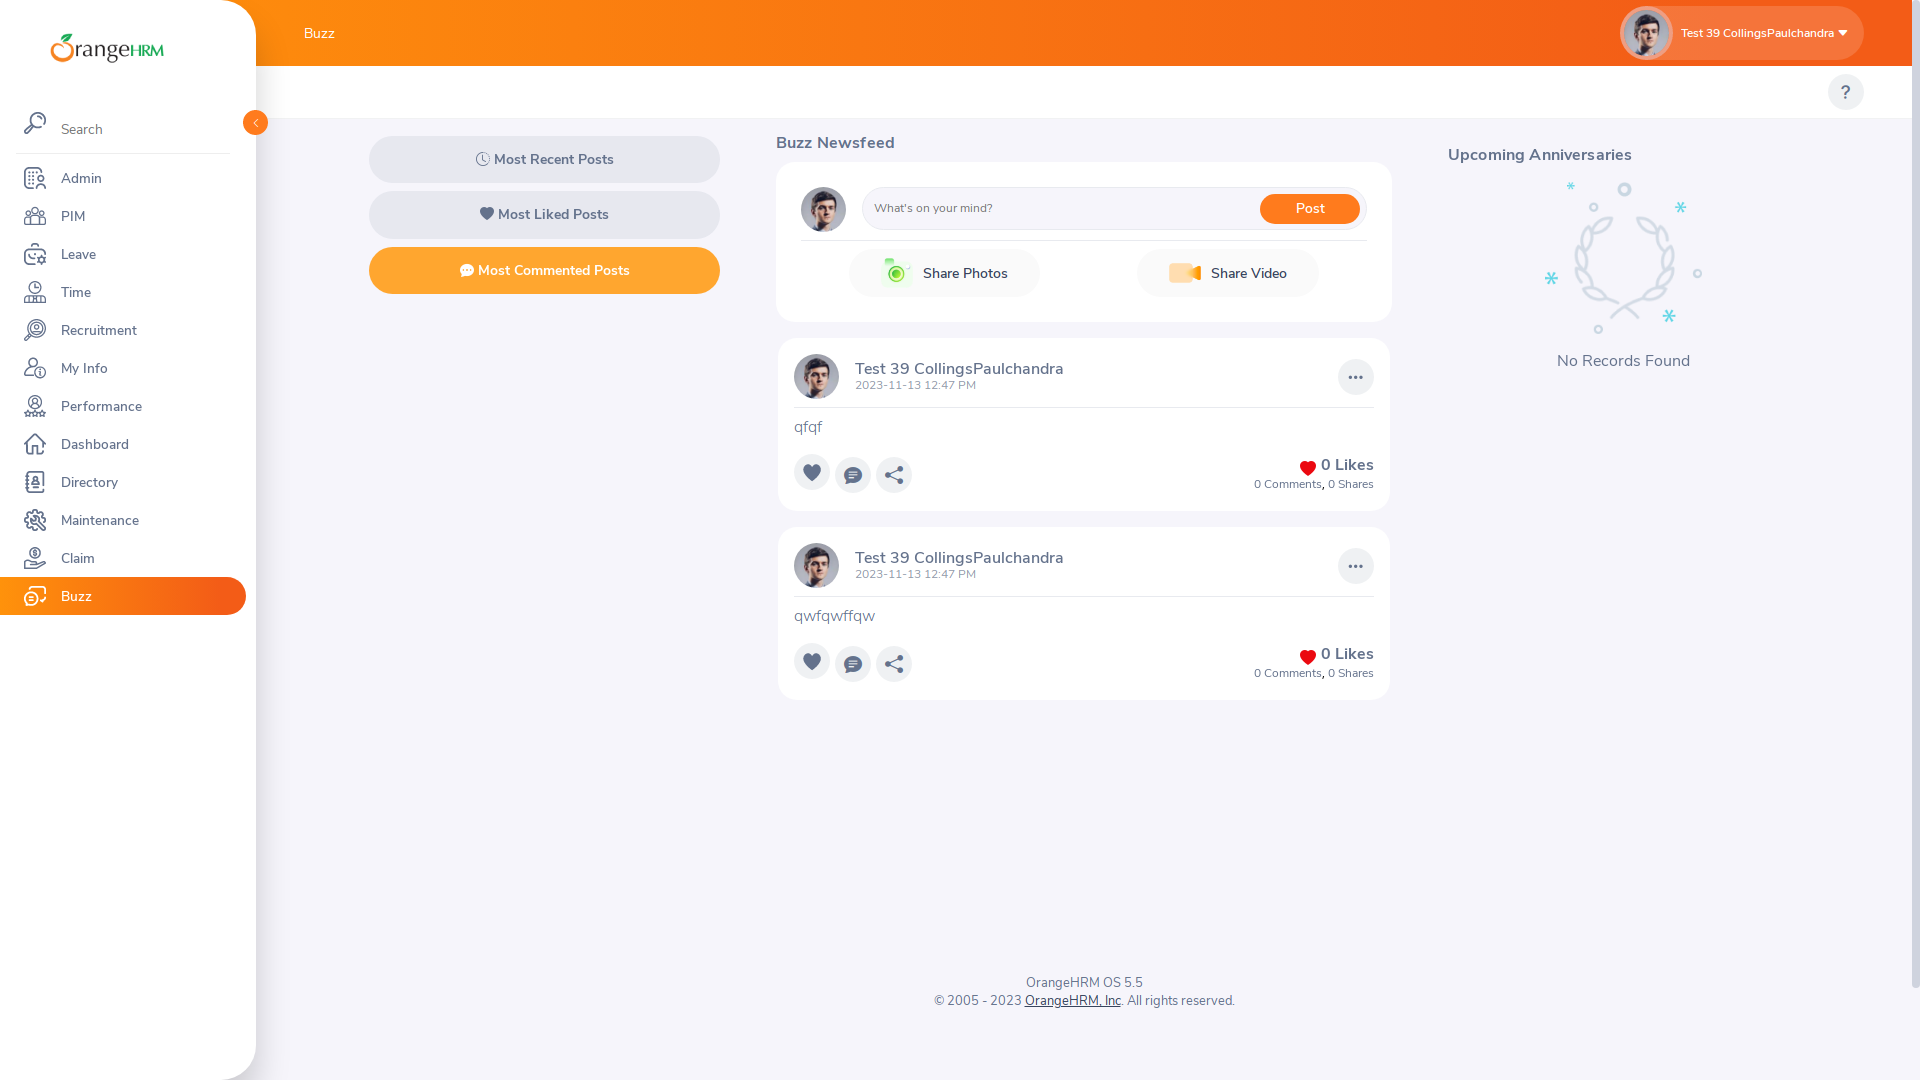 OrangeHRM
Search
Admin
PIM
Leave
Time
Recruitment
My Info
Performance
Dashboard
Directory
Maintenance
Claim
Buzz
Buzz
Test 39 CollingsPaulchandra
?
Most Recent Posts
Most Liked Posts
Most Commented Posts
Buzz Newsfeed
What's on your mind?
Post
Share Photos
Share Video
Test 39 CollingsPaulchandra
2023-11-13 12:47 PM
qfqf
0 Likes
0 Comments, 0 Shares
Test 39 CollingsPaulchandra
2023-11-13 12:47 PM
qwfqwffqw
0 Likes
0 Comments, 0 Shares
Upcoming Anniversaries
No Records Found
OrangeHRM OS 5.5
© 2005 - 2023 OrangeHRM, Inc. All rights reserved.